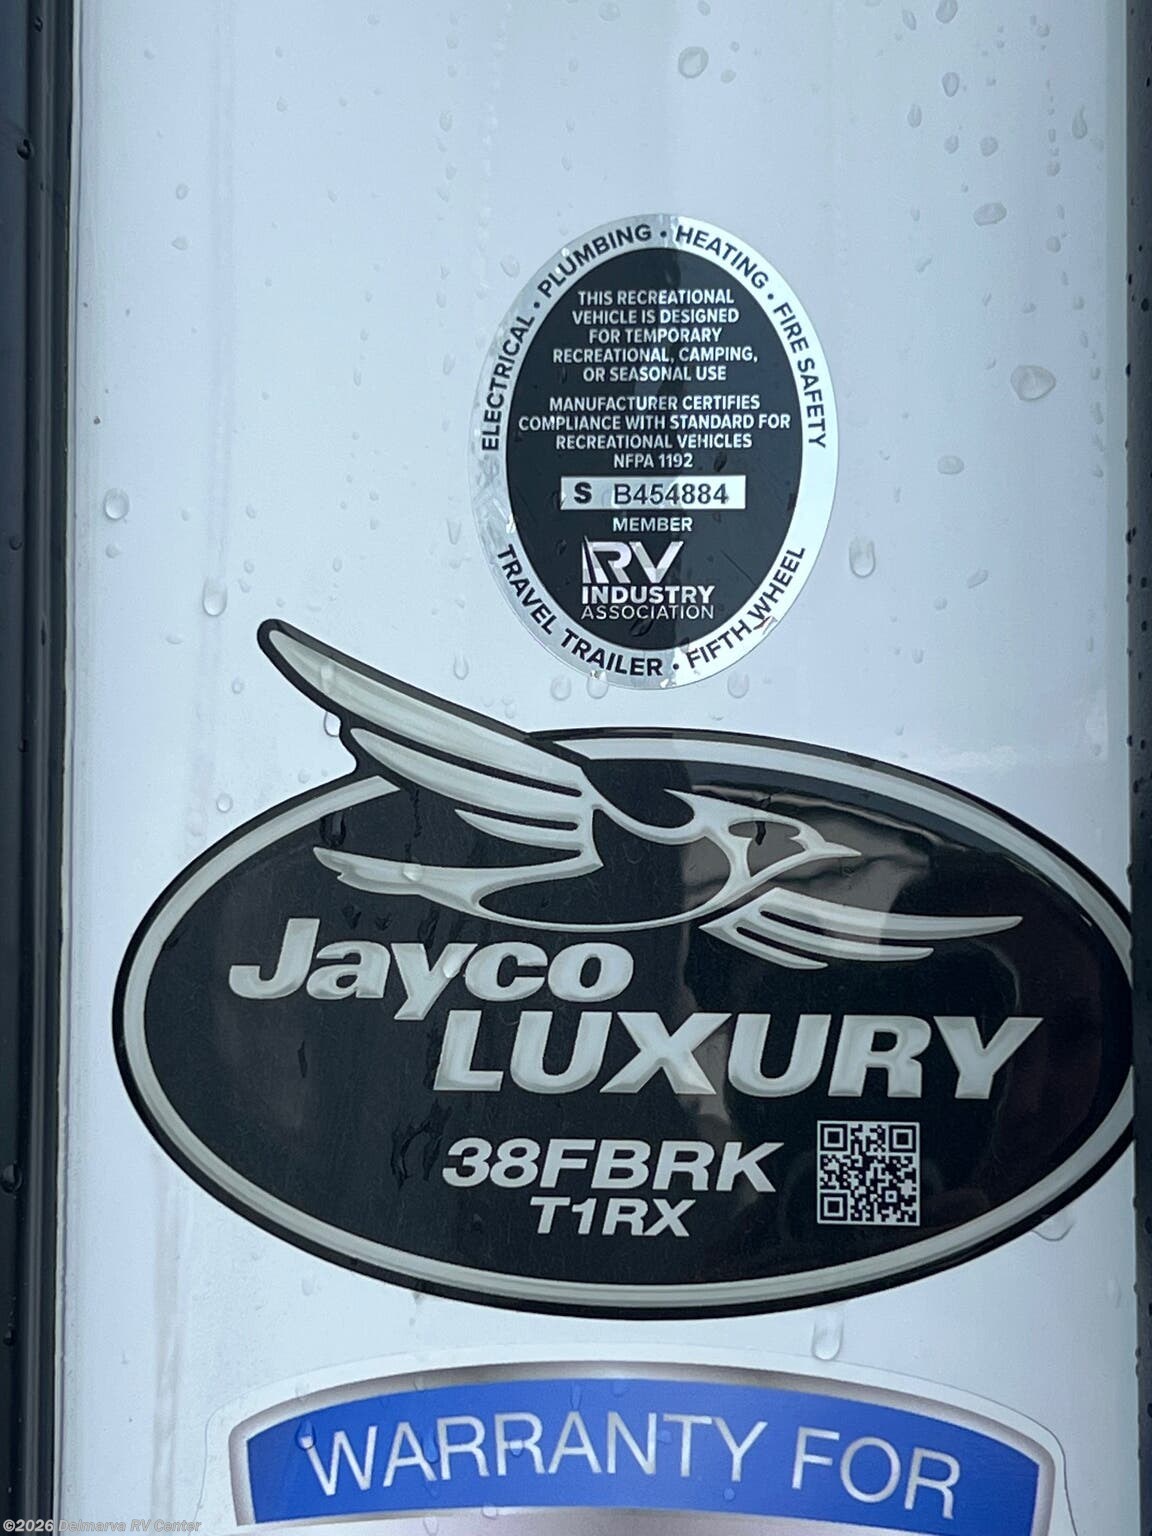 ELECTRICAL • PLUMBING • HEATING • FIRE SAFETY
THIS RECREATIONAL
VEHICLE IS DESIGNED
FOR TEMPORARY
RECREATIONAL, CAMPING,
OR SEASONAL USE
MANUFACTURER CERTIFIES
COMPLIANCE WITH STANDARD FOR
RECREATIONAL VEHICLES
NFPA 1192
S B454884
MEMBER
RV
INDUSTRY
ASSOCIATION
TRAVEL TRAILER • FIFTH WHEEL
Jayco
LUXURY
38FBRK
T1RX
WARRANTY FOR
©2026 Delmarva RV Center